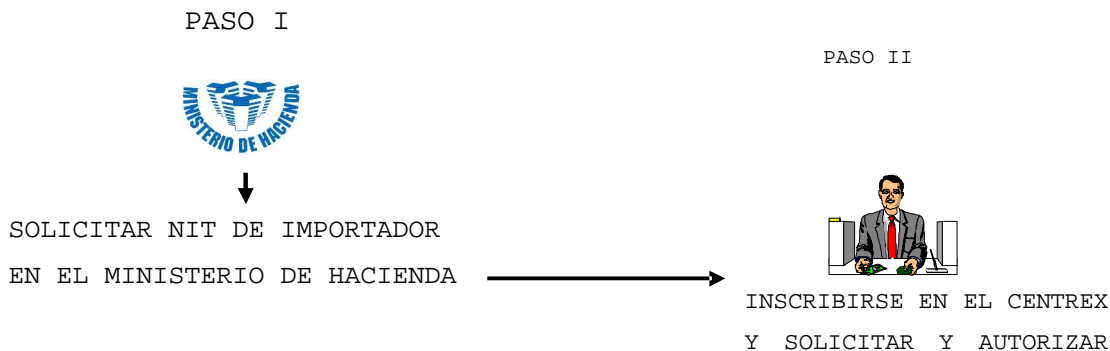 PASO I
PASO II
MINISTERIO DE HACIENDA
SOLICITAR NIT DE IMPORTADOR
EN EL MINISTERIO DE HACIENDA
INSCRIBIRSE EN EL CENTREX
Y SOLICITAR Y AUTORIZAR